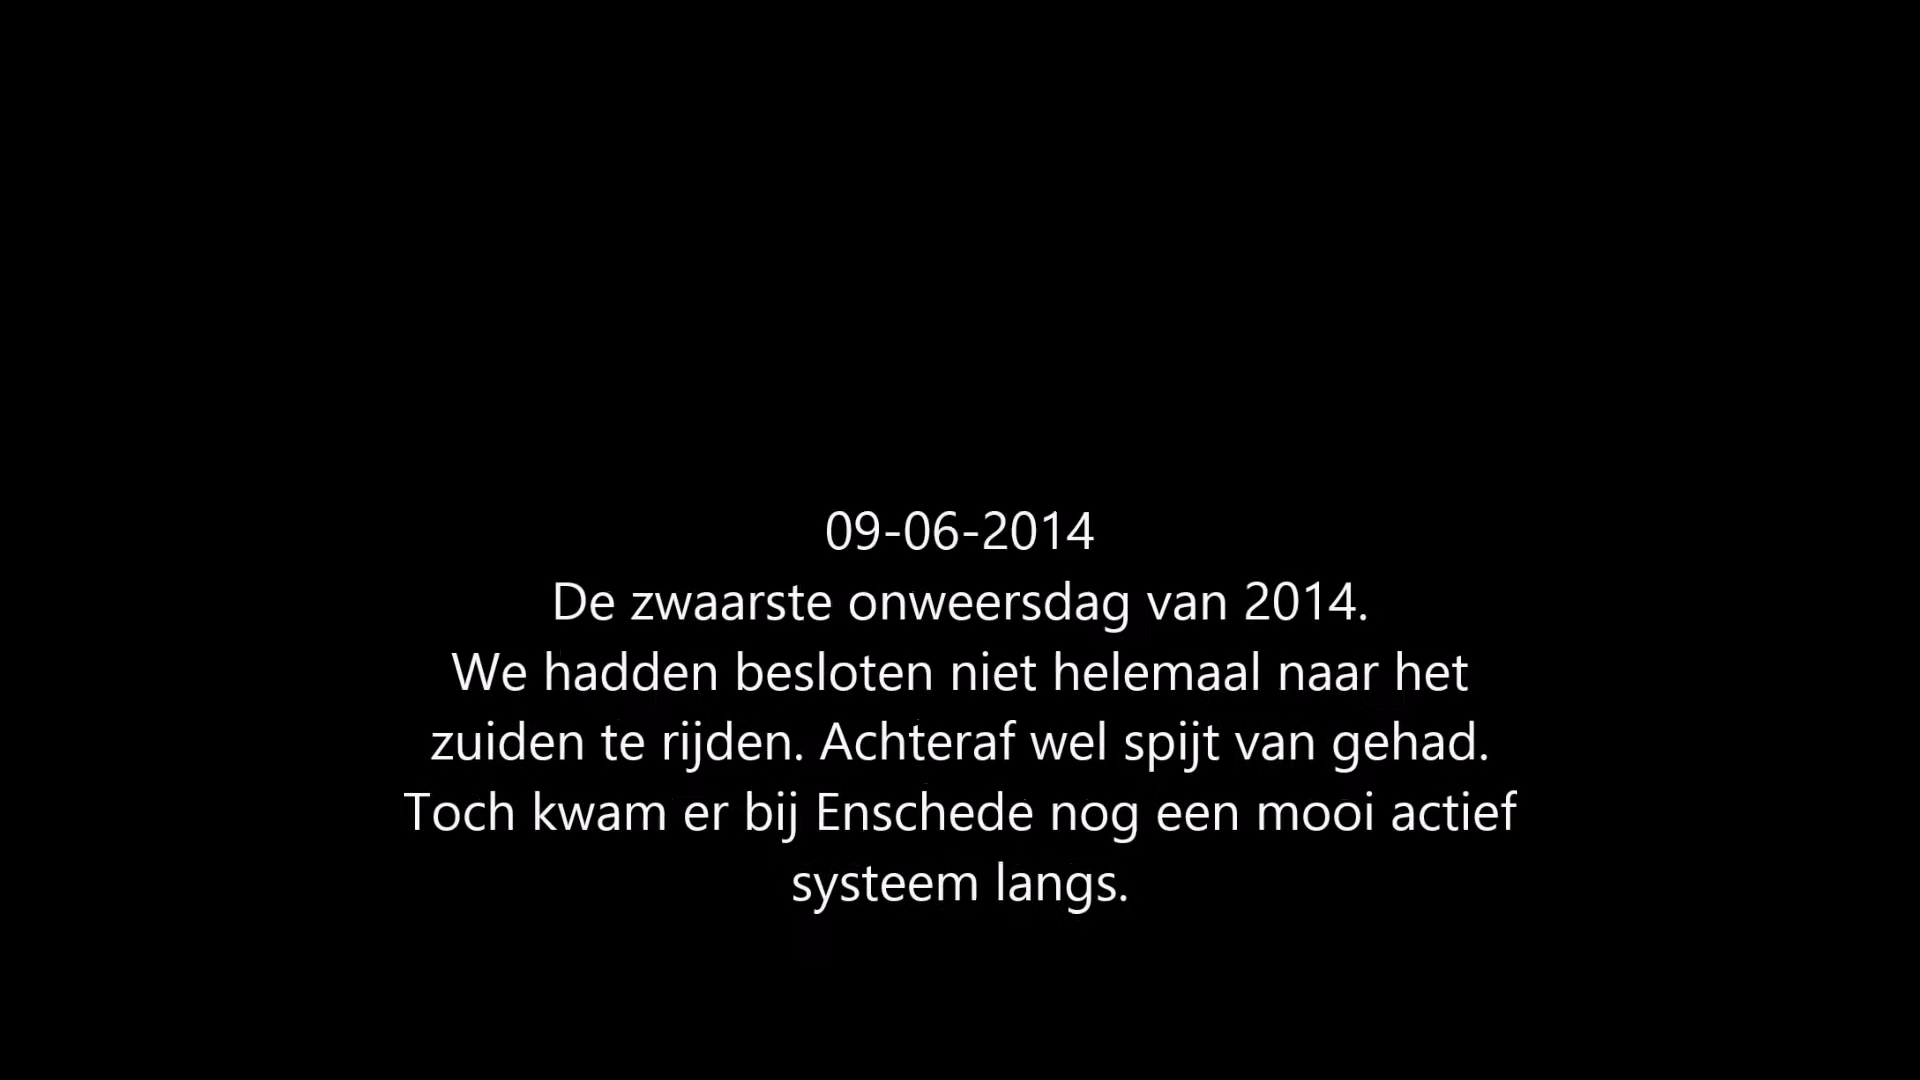 09-06-2014
De zwaarste onweersdag van 2014.
We hadden besloten niet helemaal naar het
zuiden te rijden. Achteraf wel spijt van gehad.
Toch kwam er bij Enschede nog een mooi actief
systeem langs.